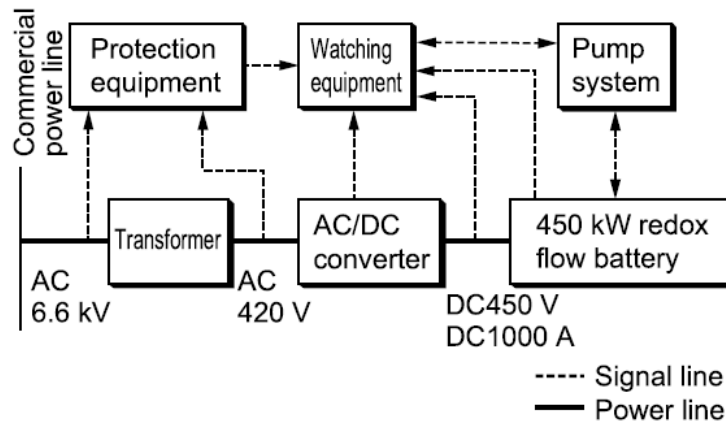 Commercial
power line
Protection
equipment
Watching
equipment
Pump
system
Transformer
AC/DC
converter
450 kW redox
flow battery
AC
6.6 kV
AC
420 V
DC450 V
DC1000 A
Signal line
Power line